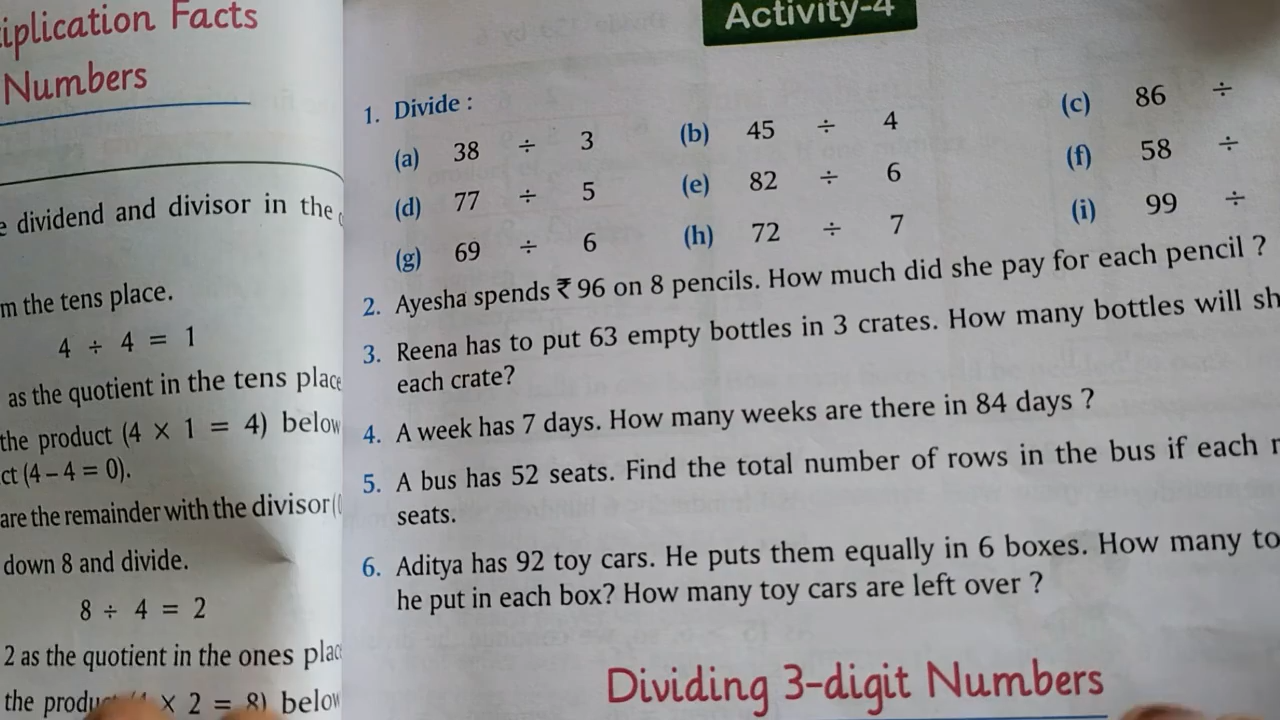 iplication Facts
Numbers
e dividend and divisor in the
m the tens place.
4 ÷ 4 = 1
as the quotient in the tens place
the product (4 × 1 = 4) below
ct (4 – 4 = 0).
are the remainder with the divisor
down 8 and divide.
8 ÷ 4 = 2
2 as the quotient in the ones plac
the × 2 = 8) below
Activity-4
1. Divide :
(a) 38 ÷ 3 (b) 45 ÷ 4 (c) 86 ÷
(d) 77 ÷ 5 (e) 82 ÷ 6 (f) 58 ÷
(g) 69 ÷ 6 (h) 72 ÷ 7 (i) 99 ÷
2. Ayesha spends ₹ 96 on 8 pencils. How much did she pay for each pencil ?
3. Reena has to put 63 empty bottles in 3 crates. How many bottles will sh
each crate?
4. A week has 7 days. How many weeks are there in 84 days ?
5. A bus has 52 seats. Find the total number of rows in the bus if each r
seats.
6. Aditya has 92 toy cars. He puts them equally in 6 boxes. How many to
he put in each box? How many toy cars are left over ?
Dividing 3-digit Numbers